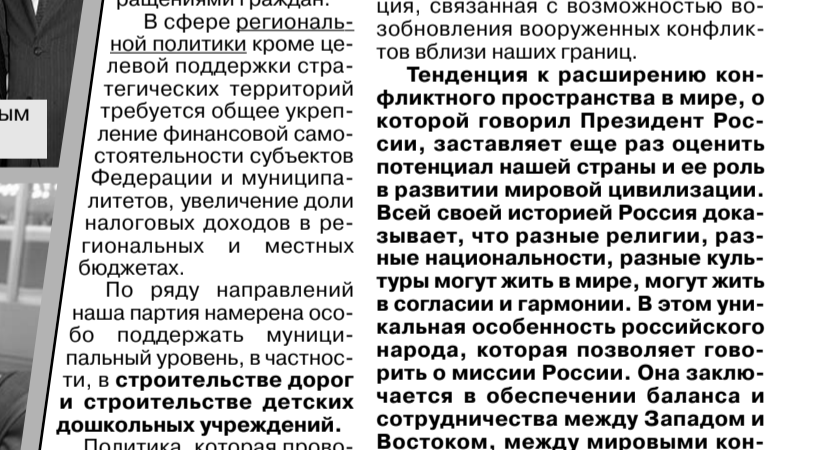 ращениями граждан.
В сфере региональ-
ной политики кроме це-
левой поддержки стра-
тегических территорий
требуется общее укреп-
ление финансовой само-
стоятельности субъектов
Федерации и муниципа-
литетов, увеличение доли
налоговых доходов в ре-
гиональных и местных
бюджетах.
По ряду направлений
наша партия намерена осо-
бо поддержать муници-
пальный уровень, в частнос-
ти, в строительстве дорог
и строительстве детских
дошкольных учреждений.
Политика, которая прово-
ция, связанная с возможностью во-
зобновления вооруженных конфлик-
тов вблизи наших границ.
Тенденция к расширению кон-
фликтного пространства в мире, о
которой говорил Президент Рос-
сии, заставляет еще раз оценить
потенциал нашей страны и ее роль
в развитии мировой цивилизации.
Всей своей историей Россия дока-
зывает, что разные религии, раз-
ные национальности, разные куль-
туры могут жить в мире, могут жить
в согласии и гармонии. В этом уни-
кальная особенность российского
народа, которая позволяет гово-
рить о миссии России. Она заклю-
чается в обеспечении баланса и
сотрудничества между Западом и
Востоком, между мировыми кон-
ым